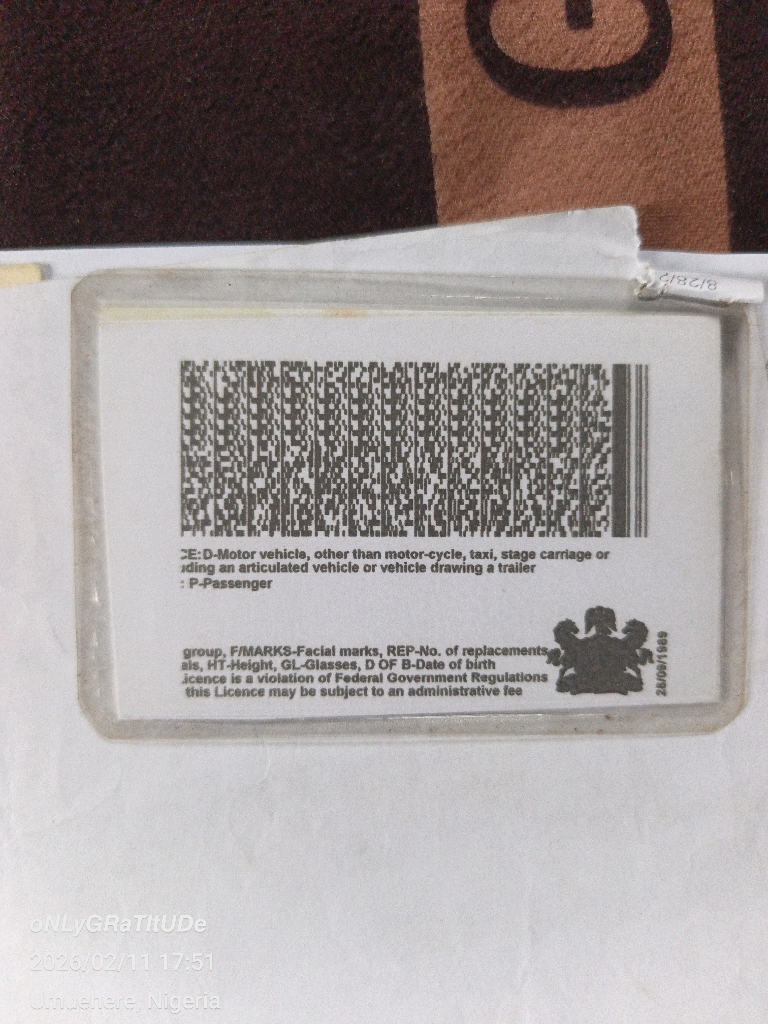 G
8/28/2
CE:D-Motor vehicle, other than motor-cycle, taxi, stage carriage or
uding an articulated vehicle or vehicle drawing a trailer
: P-Passenger
group, F/MARKS-Facial marks, REP-No. of replacements
als, HT-Height, GL-Glasses, D OF B-Date of birth
icence is a violation of Federal Government Regulations
this Licence may be subject to an administrative fee
28/09/1989
oNLyGRaTItUDe
2026/02/11 17:51
Umuehere, Nigeria